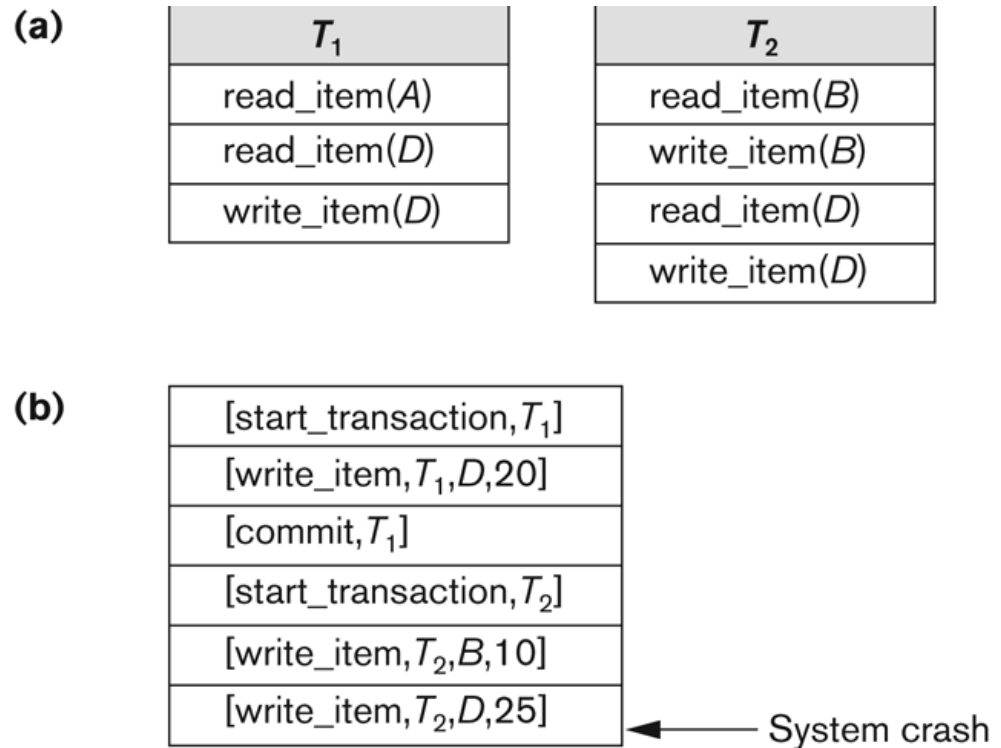 (a)
T1
read_item(A)
read_item(D)
write_item(D)
T2
read_item(B)
write_item(B)
read_item(D)
write_item(D)
(b)
[start_transaction,T1]
[write_item,T1,D,20]
[commit,T1]
[start_transaction,T2]
[write_item,T2,B,10]
[write_item,T2,D,25]
System crash